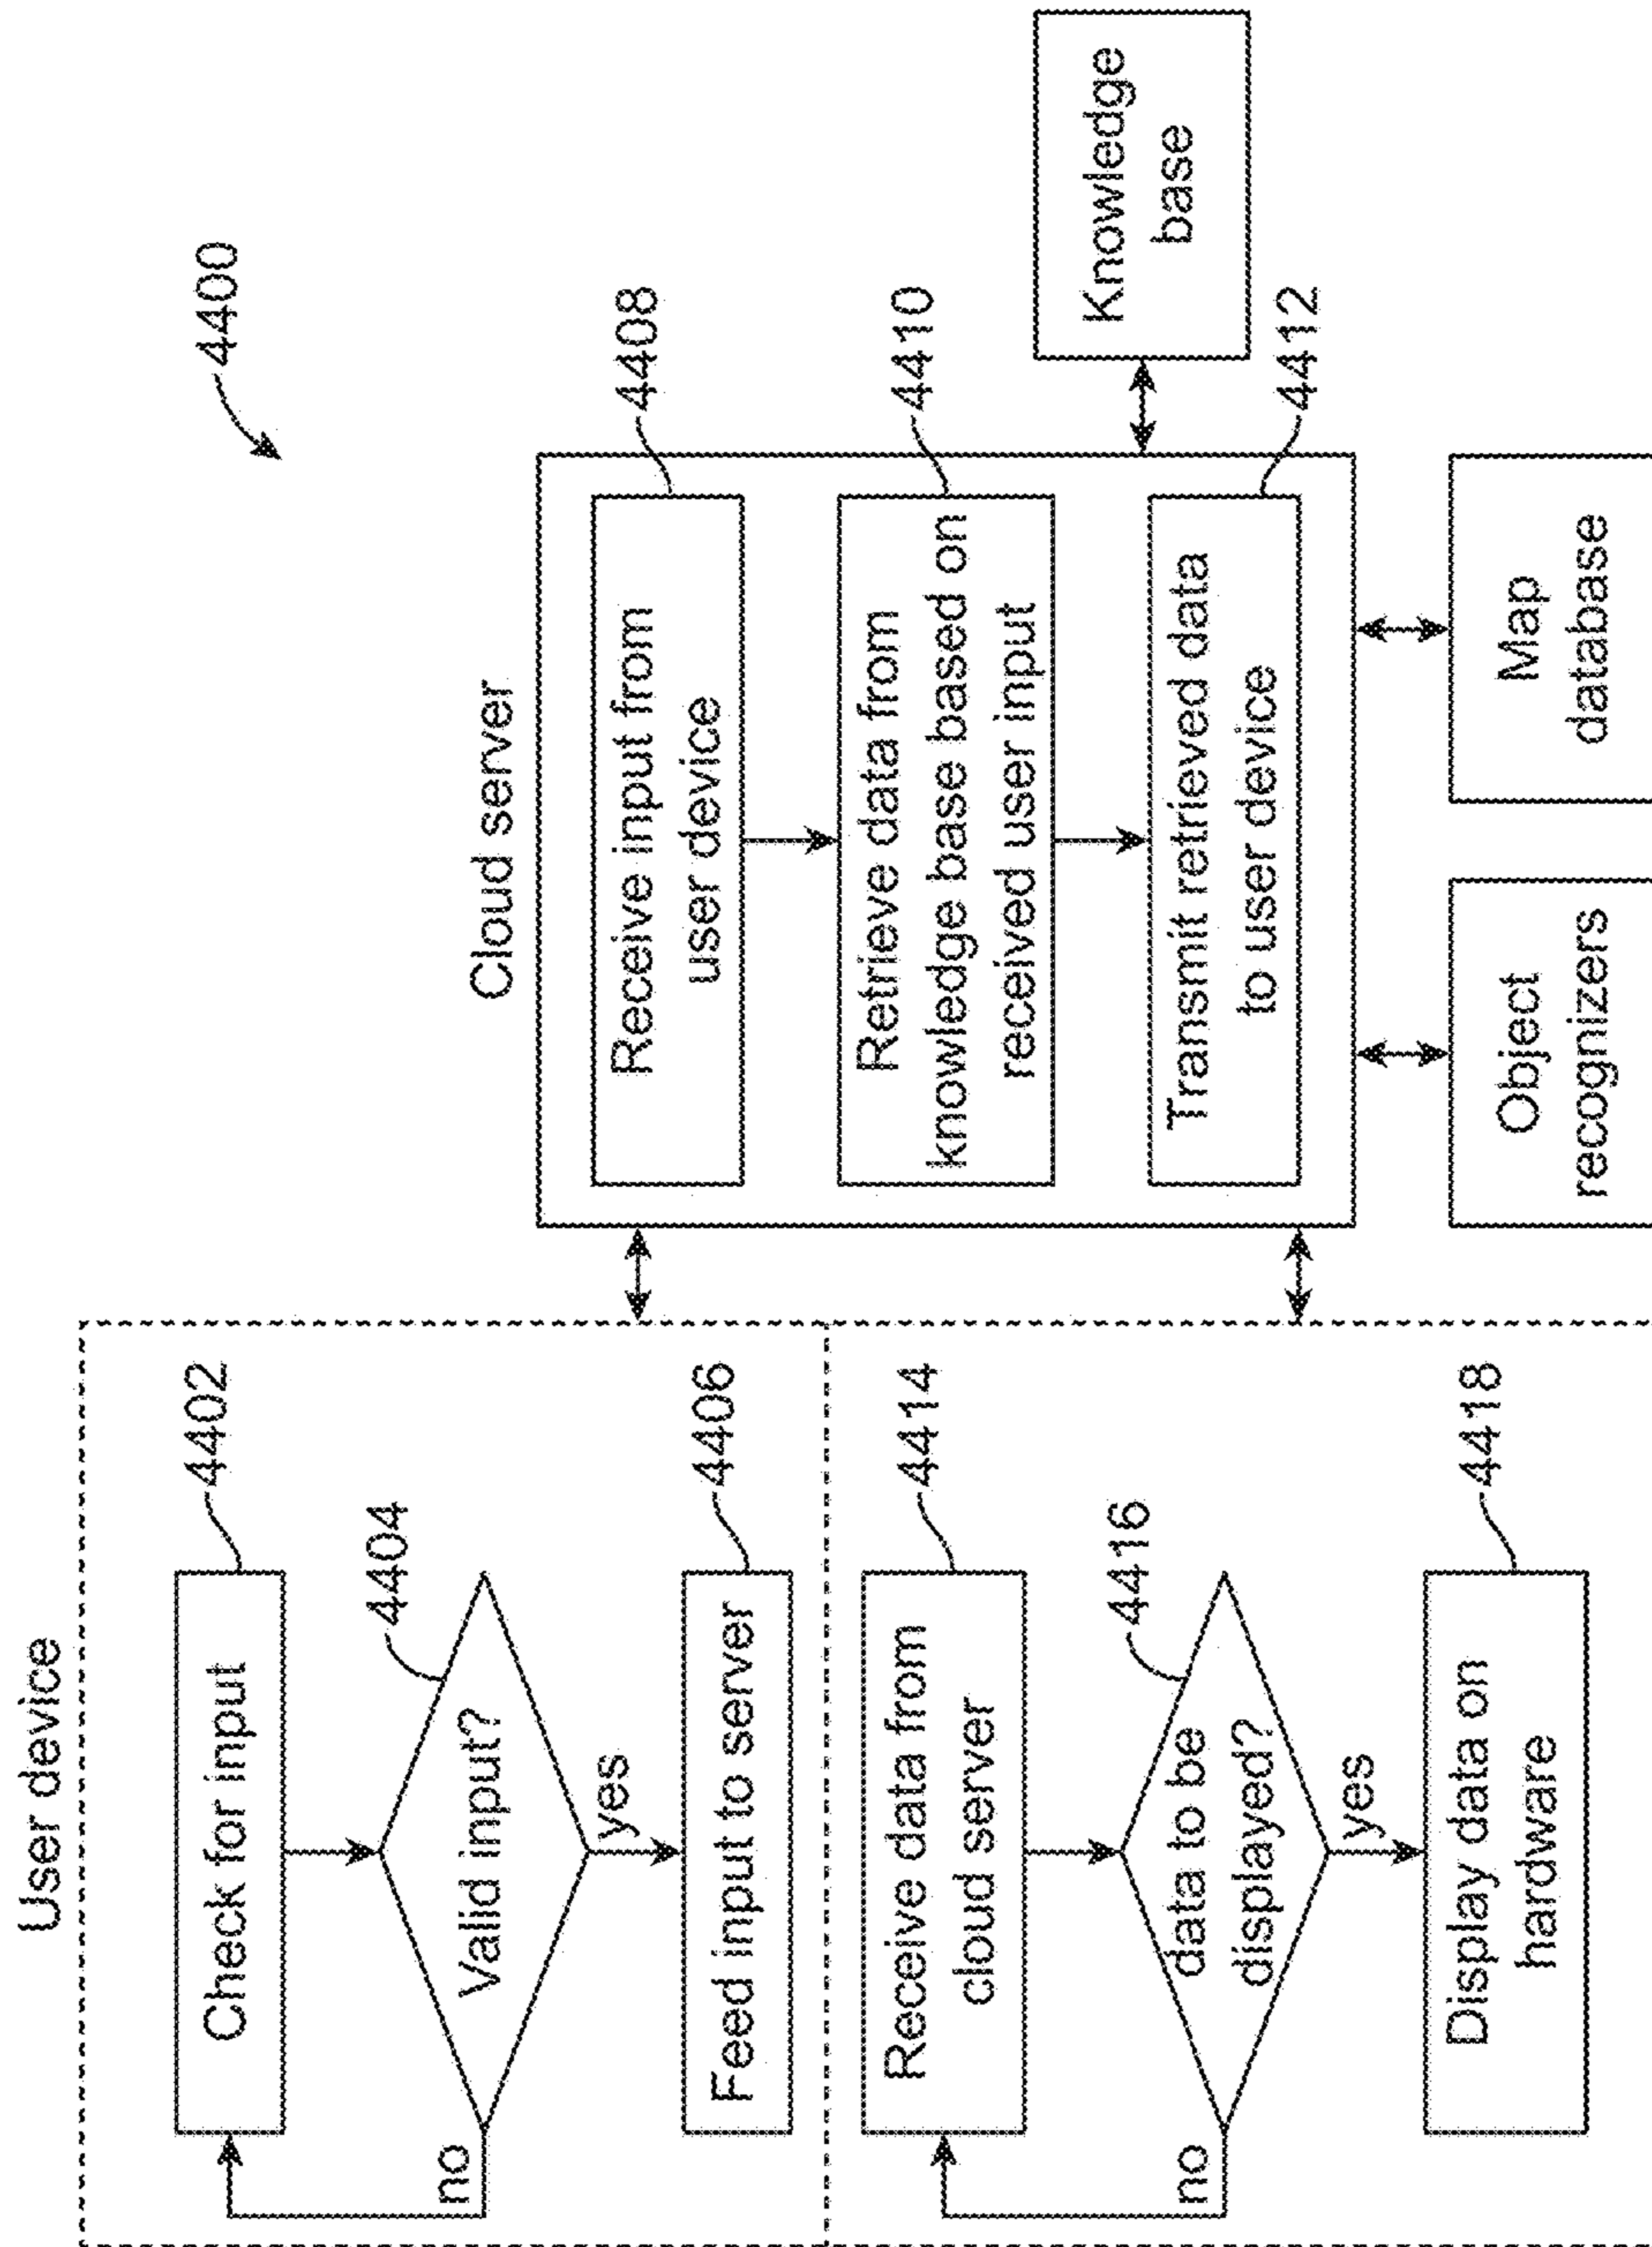 4400
User device
Check for input
4402
Valid input?
4404
no
yes
Feed input to server
4406
Receive data from
cloud server
4414
data to be
displayed?
4416
no
yes
Display data on
hardware
4418
Cloud server
Receive input from
user device
4408
Retrieve data from
knowledge base based on
received user input
4410
Transmit retrieved data
to user device
4412
Knowledge
base
Object
recognizers
Map
database